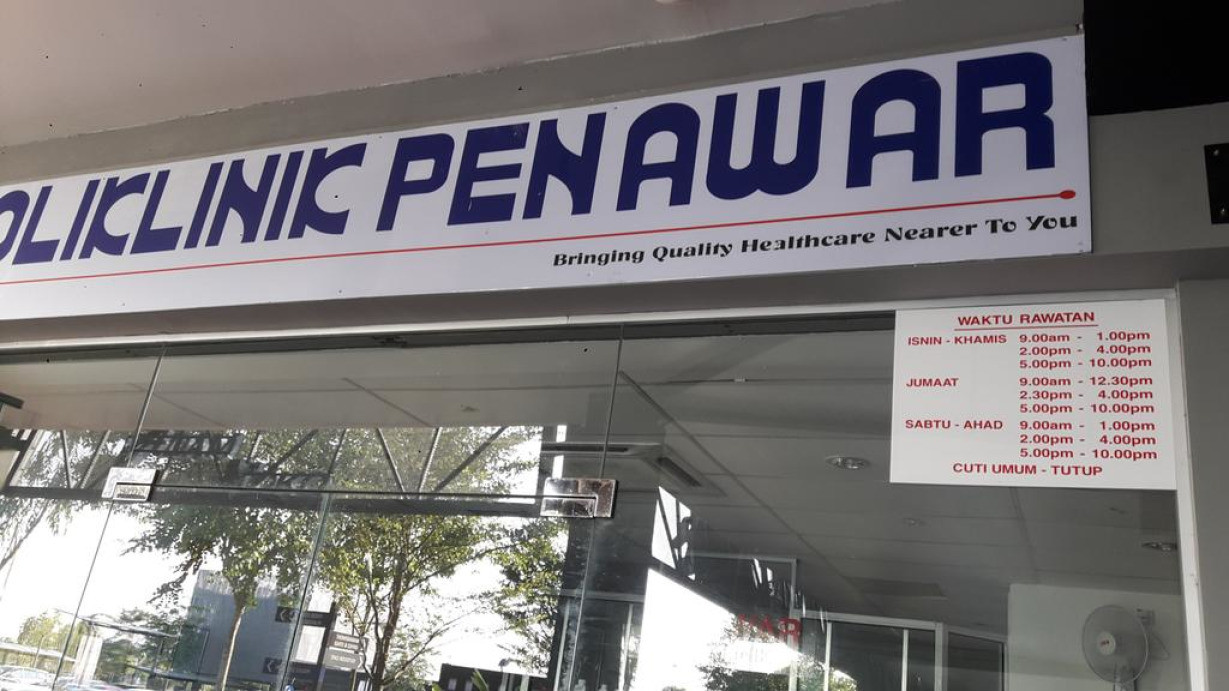 OLIKLINIK PENAWAR
Bringing Quality Healthcare Nearer To You
WAKTU RAWATAN
ISNIN - KHAMIS 9.00am - 1.00pm
2.00pm - 4.00pm
5.00pm - 10.00pm
JUMAAT 9.00am - 12.30pm
2.30pm - 4.00pm
5.00pm - 10.00pm
SABTU - AHAD 9.00am - 1.00pm
2.00pm - 4.00pm
5.00pm - 10.00pm
CUTI UMUM - TUTUP